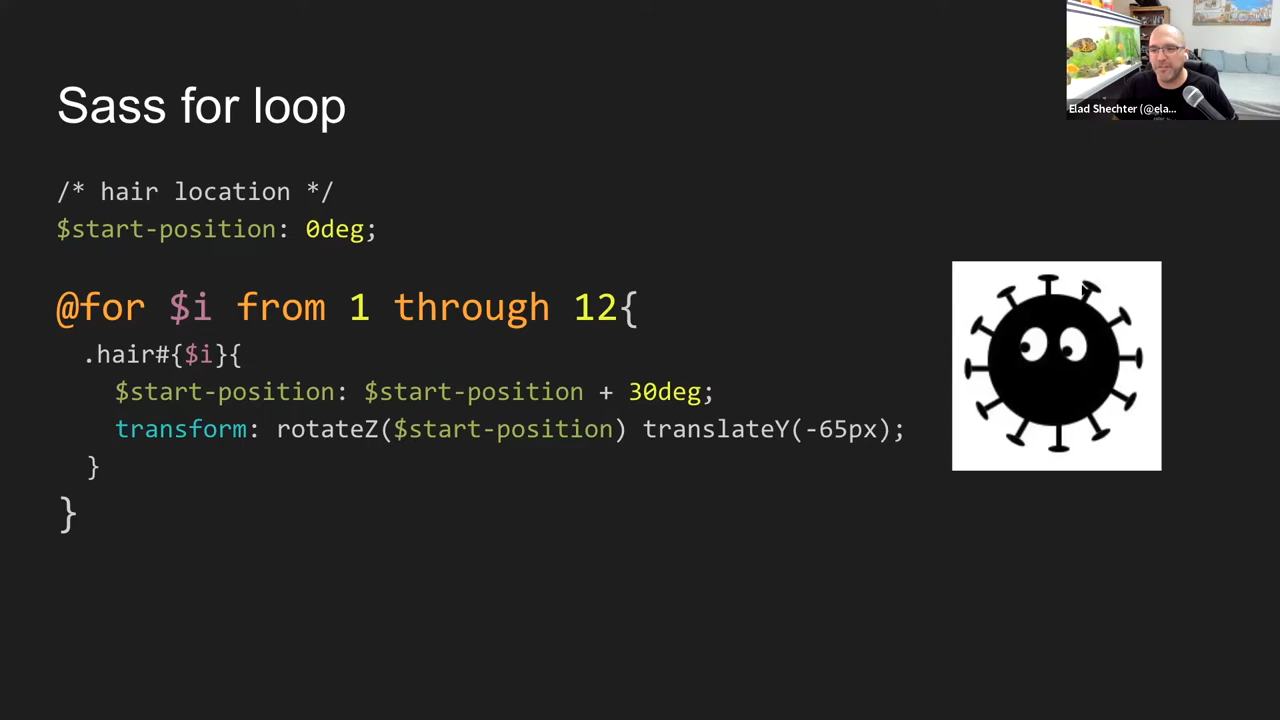 Sass for loop
Elad Shechter (@ela...
/* hair location */
$start-position: 0deg;
@for $i from 1 through 12{
.hair#{$i}{
$start-position: $start-position + 30deg;
transform: rotateZ($start-position) translateY(-65px);
}
}